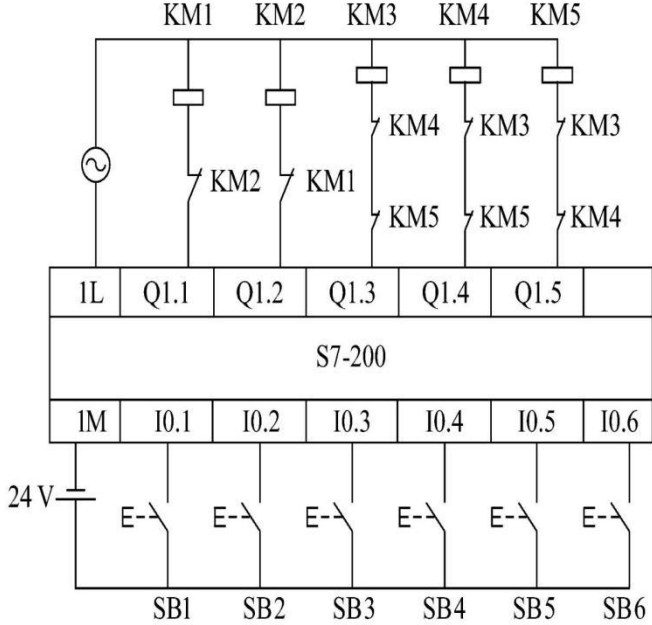 KM1 KM2 KM3 KM4 KM5
KM4 KM3 KM3
KM2 KM1
KM5 KM5 KM4
1L Q1.1 Q1.2 Q1.3 Q1.4 Q1.5
S7-200
1M I0.1 I0.2 I0.3 I0.4 I0.5 I0.6
24 V
SB1 SB2 SB3 SB4 SB5 SB6